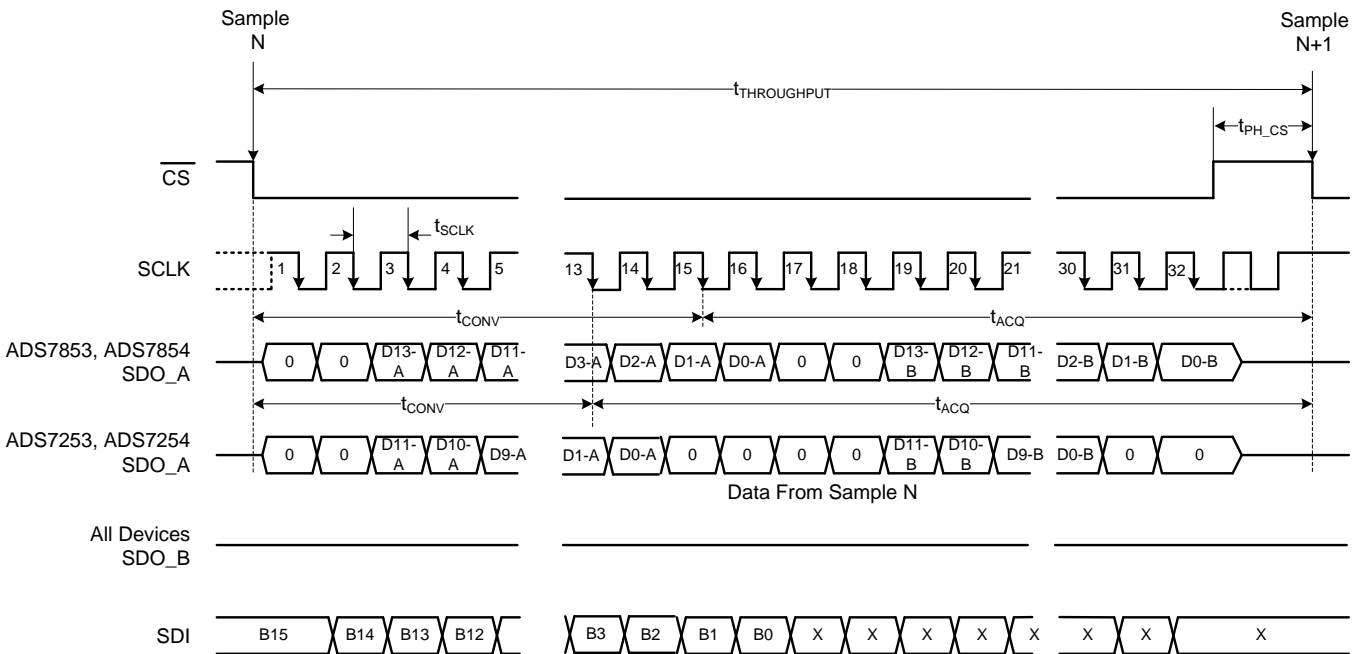 Sample
N
Sample
N+1
tTHROUGHPUT
tPH_CS
CS
tSCLK
SCLK
1 2 3 4 5 13 14 15 16 17 18 19 20 21 30 31 32
tCONV tACQ
ADS7853, ADS7854
SDO_A
0 0 D13-A D12-A D11-A D3-A D2-A D1-A D0-A 0 0 D13-B D12-B D11-B D2-B D1-B D0-B
tCONV tACQ
ADS7253, ADS7254
SDO_A
0 0 D11-A D10-A D9-A D1-A D0-A 0 0 0 0 D11-B D10-B D9-B D0-B 0 0
Data From Sample N
All Devices
SDO_B
SDI
B15 B14 B13 B12 B3 B2 B1 B0 X X X X X X X X